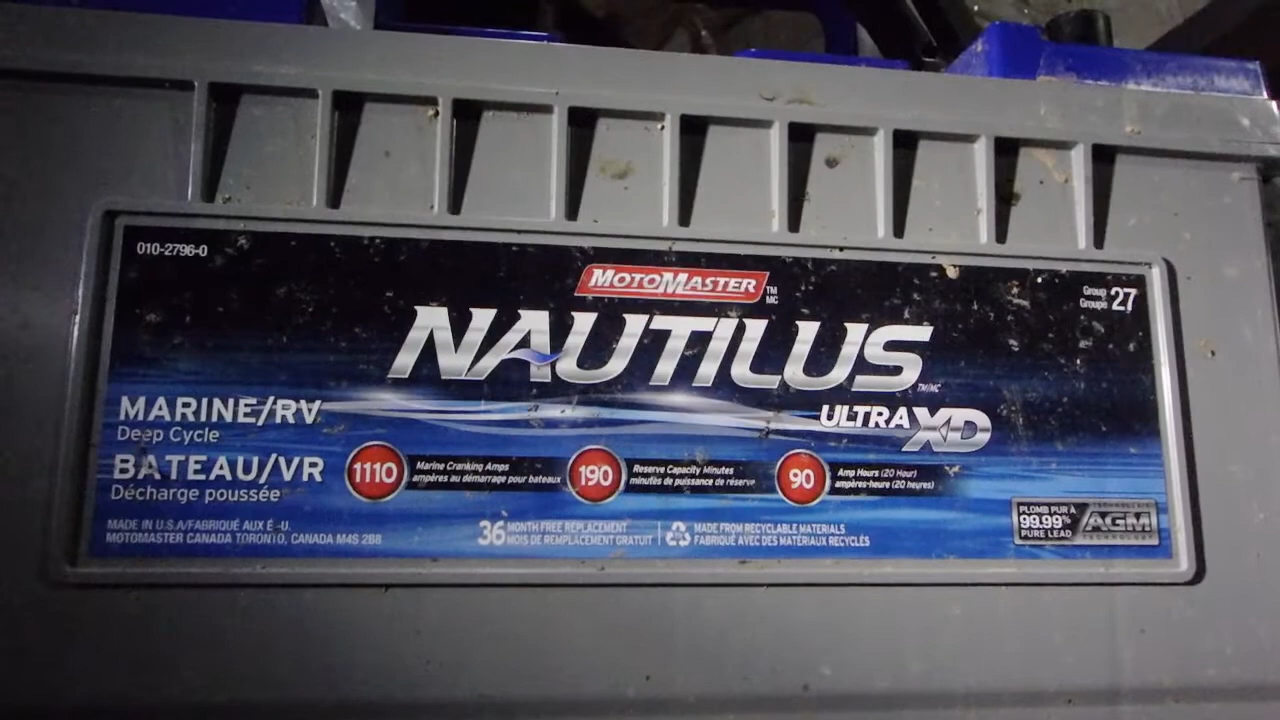 010-2796-0
MOTOMASTER
TM
MC
Group
Groupe 27
NAUTILUS
TM/MC
ULTRA XD
MARINE/RV
Deep Cycle
BATEAU/VR
Décharge poussée
1110 Marine Cranking Amps
ampères au démarrage pour bateaux
190 Reserve Capacity Minutes
minutes de puissance de réserve
90 Amp Hours (20 Hour)
ampères-heure (20 heures)
MADE IN U.S.A/FABRIQUÉ AUX É.-U.
MOTOMASTER CANADA TORONTO, CANADA M4S 2B8
36 MONTH FREE REPLACEMENT
MOIS DE REMPLACEMENT GRATUIT
MADE FROM RECYCLABLE MATERIALS
FABRIQUÉ AVEC DES MATÉRIAUX RECYCLÉS
PLOMB PUR À
99.99%
PURE LEAD
AGM
TECHNOLOGY